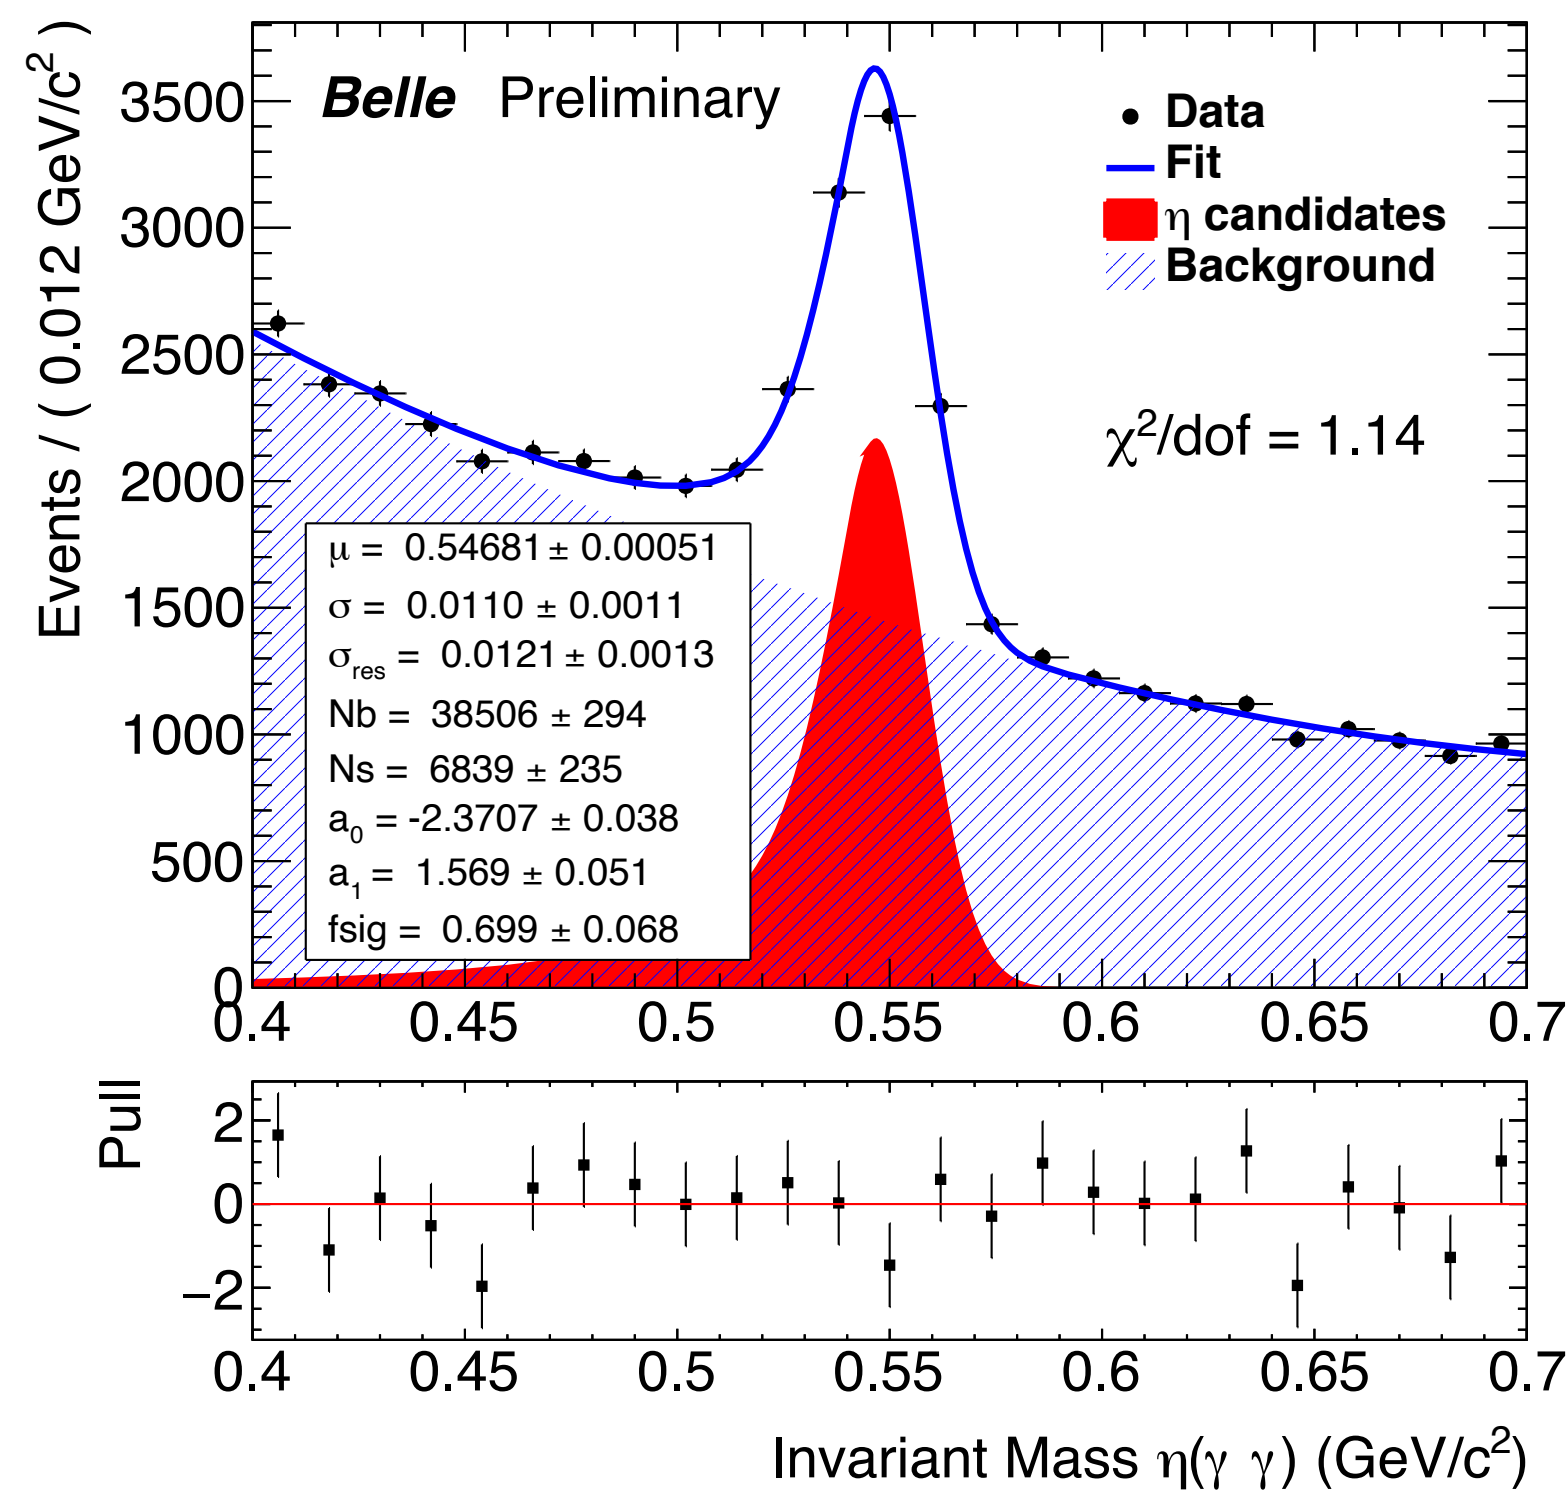 Events / ( 0.012 GeV/c² )
Belle Preliminary
Data
Fit
η candidates
Background
χ²/dof = 1.14
3500
3000
2500
2000
1500
1000
500
0
μ = 0.54681 ± 0.00051
σ = 0.0110 ± 0.0011
σres = 0.0121 ± 0.0013
Nb = 38506 ± 294
Ns = 6839 ± 235
a0 = -2.3707 ± 0.038
a1 = 1.569 ± 0.051
fsig = 0.699 ± 0.068
0.4 0.45 0.5 0.55 0.6 0.65 0.7
Pull
2
0
−2
0.4 0.45 0.5 0.55 0.6 0.65 0.7
Invariant Mass η(γ γ) (GeV/c²)